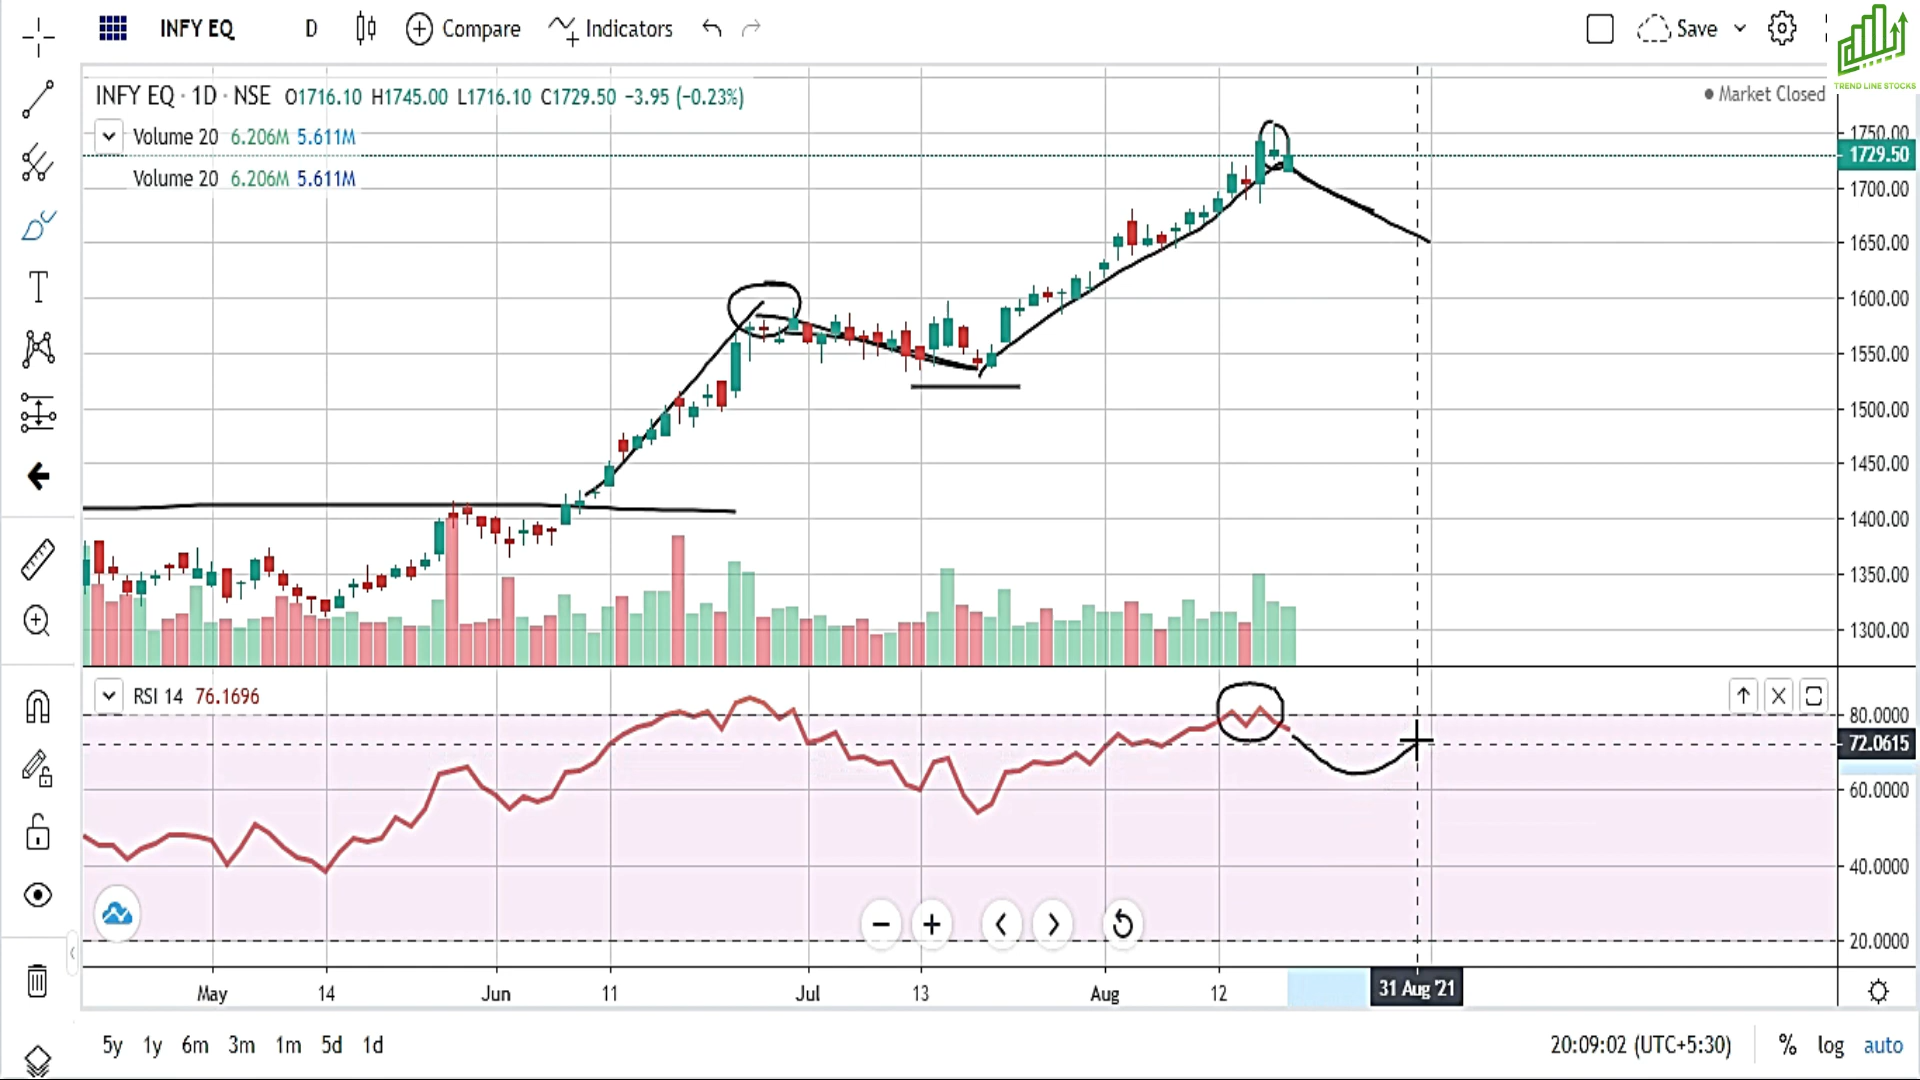 INFY EQ D Compare Indicators Save
TREND LINE STOCKS
INFY EQ · 1D · NSE O1716.10 H1745.00 L1716.10 C1729.50 −3.95 (−0.23%)
Market Closed
Volume 20 6.206M 5.611M
Volume 20 6.206M 5.611M
1750.00
1729.50
1700.00
1650.00
1600.00
1550.00
1500.00
1450.00
1400.00
1350.00
1300.00
RSI 14 76.1696
80.0000
72.0615
60.0000
40.0000
20.0000
May 14 Jun 11 Jul 13 Aug 12 31 Aug '21
5y 1y 6m 3m 1m 5d 1d 20:09:02 (UTC+5:30) % log auto